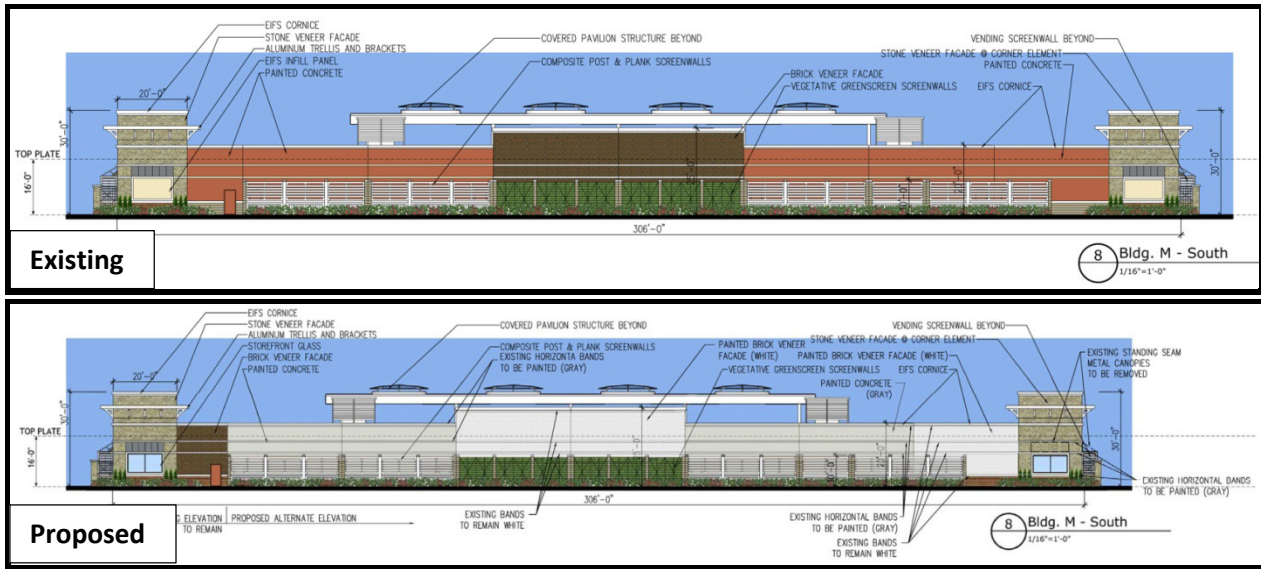 EIFS CORNICE
STONE VENEER FACADE
ALUMINUM TRELLIS AND BRACKETS
EIFS INFILL PANEL
PAINTED CONCRETE
20'-0"
COVERED PAVILION STRUCTURE BEYOND
COMPOSITE POST & PLANK SCREENWALLS
BRICK VENEER FACADE
VEGETATIVE GREENSCREEN SCREENWALLS
EIFS CORNICE
VENDING SCREENWALL BEYOND
STONE VENEER FACADE @ CORNER ELEMENT
PAINTED CONCRETE
30'-0"
TOP PLATE
16'-0"
30'-0"
306'-0"
Existing
8
Bldg. M - South
1/16"=1'-0"
EIFS CORNICE
STONE VENEER FACADE
ALUMINUM TRELLIS AND BRACKETS
STOREFRONT GLASS
BRICK VENEER FACADE
PAINTED CONCRETE
20'-0"
COVERED PAVILION STRUCTURE BEYOND
COMPOSITE POST & PLANK SCREENWALLS
EXISTING HORIZONTA BANDS
TO BE PAINTED (GRAY)
PAINTED BRICK VENEER
FACADE (WHITE)
VEGETATIVE GREENSCREEN SCREENWALLS
PAINTED CONCRETE
(GRAY)
VENDING SCREENWALL BEYOND
STONE VENEER FACADE @ CORNER ELEMENT
PAINTED BRICK VENEER FACADE (WHITE)
EIFS CORNICE
EXISTING STANDING SEAM
METAL CANOPIES
TO BE REMOVED
30'-0"
TOP PLATE
16'-0"
30'-0"
306'-0"
EXISTING HORIZONTAL BANDS
TO BE PAINTED (GRAY)
ELEVATION
TO REMAIN
PROPOSED ALTERNATE ELEVATION
EXISTING BANDS
TO REMAIN WHITE
EXISTING HORIZONTAL BANDS
TO BE PAINTED (GRAY)
EXISTING BANDS
TO REMAIN WHITE
Proposed
8
Bldg. M - South
1/16"=1'-0"